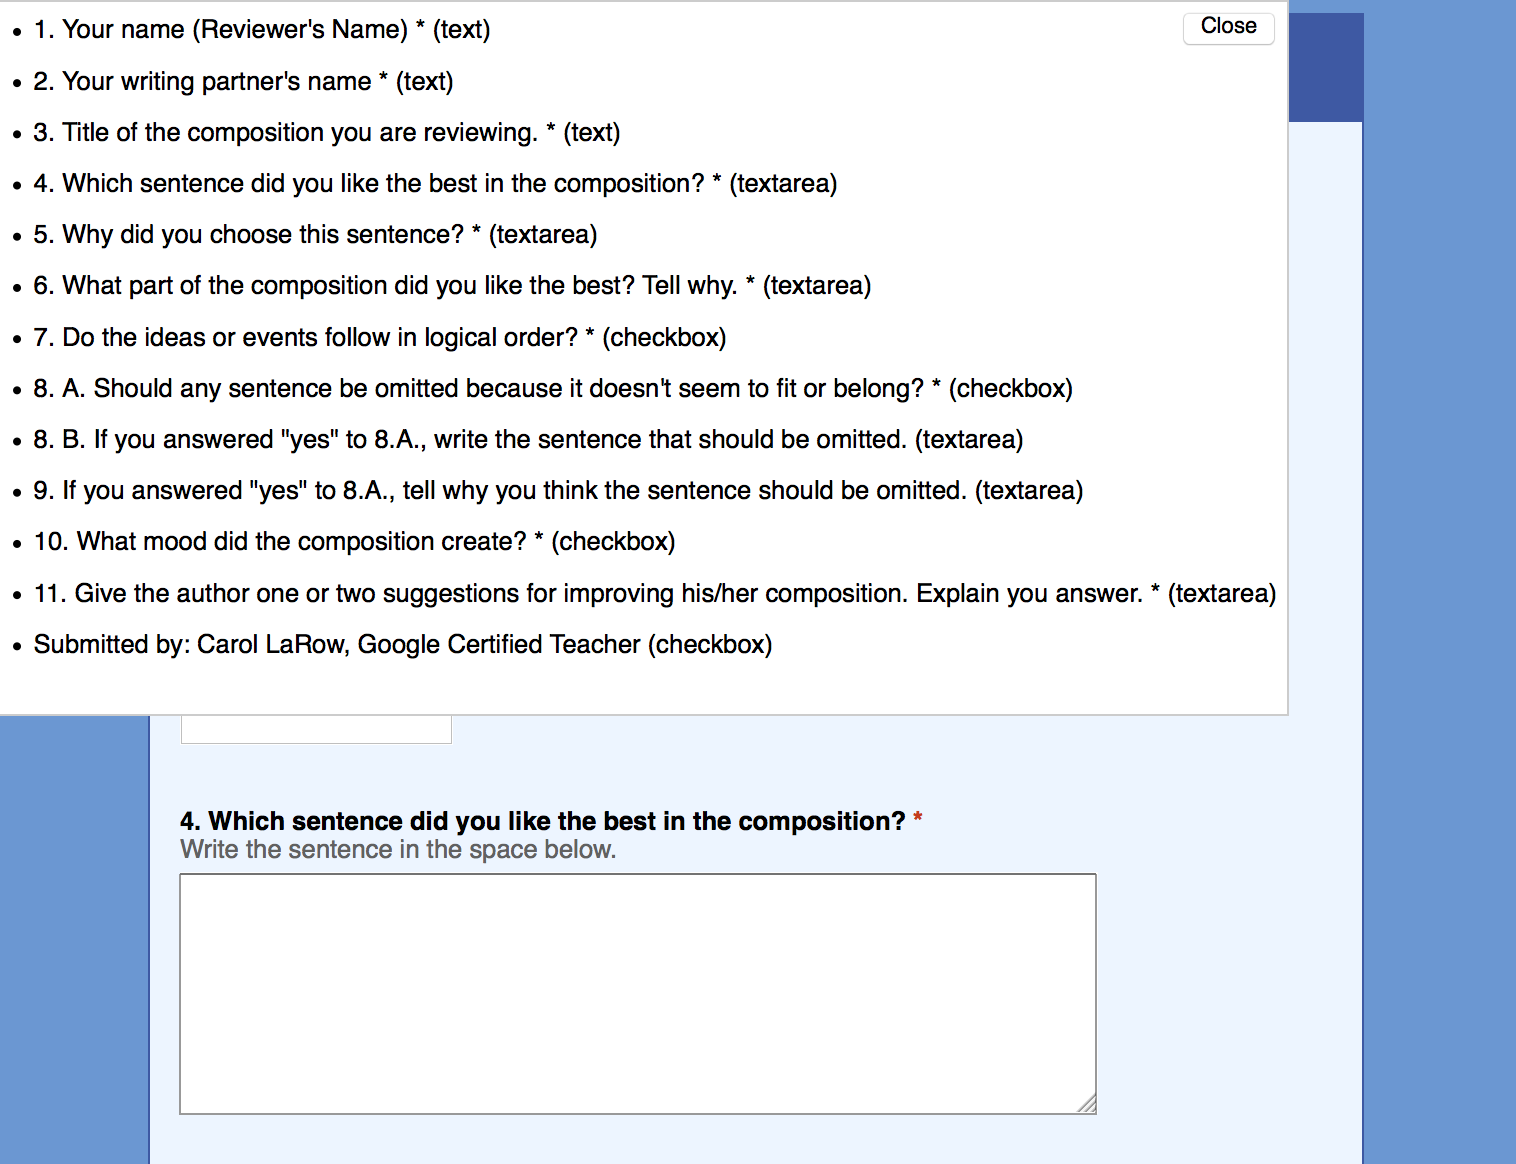 Close
• 1. Your name (Reviewer's Name) * (text)
• 2. Your writing partner's name * (text)
• 3. Title of the composition you are reviewing. * (text)
• 4. Which sentence did you like the best in the composition? * (textarea)
• 5. Why did you choose this sentence? * (textarea)
• 6. What part of the composition did you like the best? Tell why. * (textarea)
• 7. Do the ideas or events follow in logical order? * (checkbox)
• 8. A. Should any sentence be omitted because it doesn't seem to fit or belong? * (checkbox)
• 8. B. If you answered "yes" to 8.A., write the sentence that should be omitted. (textarea)
• 9. If you answered "yes" to 8.A., tell why you think the sentence should be omitted. (textarea)
• 10. What mood did the composition create? * (checkbox)
• 11. Give the author one or two suggestions for improving his/her composition. Explain you answer. * (textarea)
• Submitted by: Carol LaRow, Google Certified Teacher (checkbox)
4. Which sentence did you like the best in the composition? *
Write the sentence in the space below.